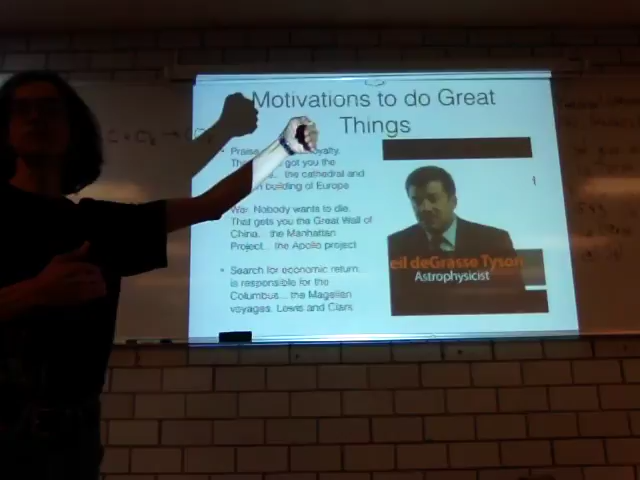 Motivations to do Great
Things
got you the
the cathedral and
building of Europe
War. Nobody wants to die.
That gets you the Great Wall of
China... the Manhattan
Project... the Apollo project
• Search for economic return...
is responsible for the
Columbus... the Magellan
voyages. Lewis and Clark
eil deGrasse Tyson
Astrophysicist